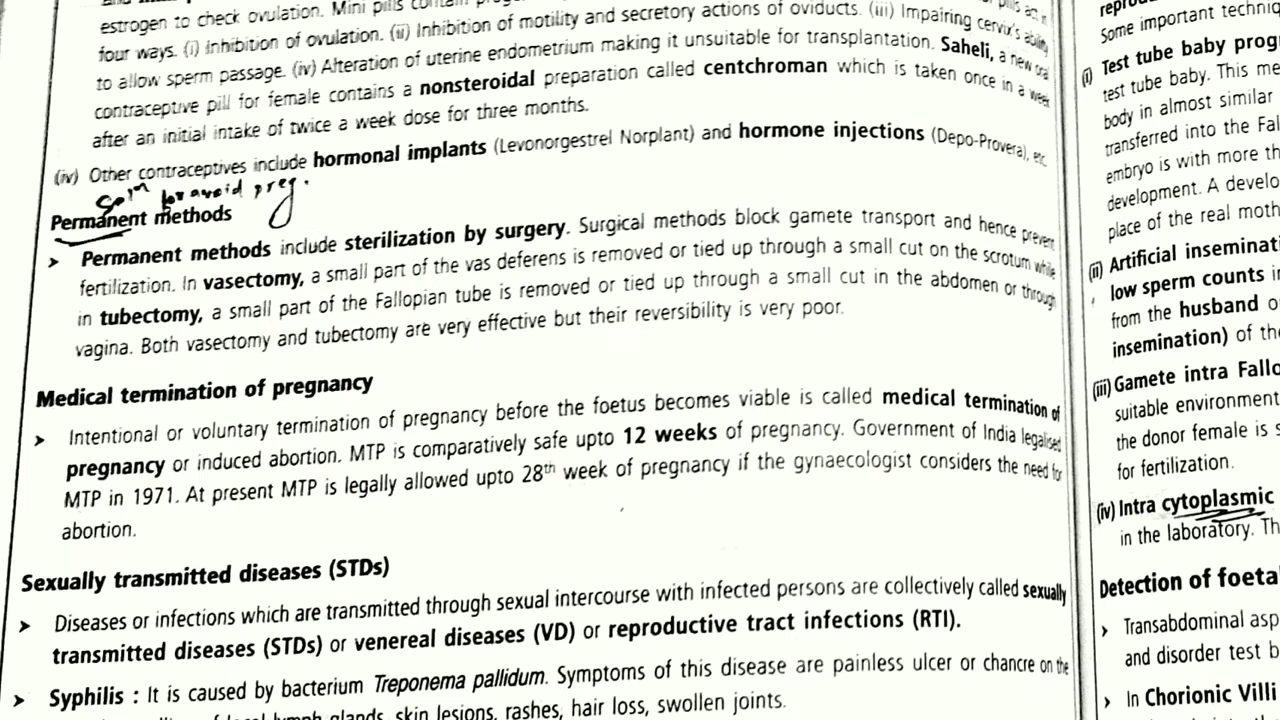 estrogen to check ovulation. Mini pills contain
four ways. (i) Inhibition of ovulation. (ii) Inhibition of motility and secretory actions of oviducts. (iii) Impairing cervix's ability
to allow sperm passage. (iv) Alteration of uterine endometrium making it unsuitable for transplantation. Saheli, a new oral
contraceptive pill for female contains a nonsteroidal preparation called centchroman which is taken once in a week
after an initial intake of twice a week dose for three months.
(iv) Other contraceptives include hormonal implants (Levonorgestrel Norplant) and hormone injections (Depo-Provera), etc.
for avoid preg.
Permanent methods
➤ Permanent methods include sterilization by surgery. Surgical methods block gamete transport and hence prevent
fertilization. In vasectomy, a small part of the vas deferens is removed or tied up through a small cut on the scrotum while
in tubectomy, a small part of the Fallopian tube is removed or tied up through a small cut in the abdomen or through
vagina. Both vasectomy and tubectomy are very effective but their reversibility is very poor.
Medical termination of pregnancy
➤ Intentional or voluntary termination of pregnancy before the foetus becomes viable is called medical termination of
pregnancy or induced abortion. MTP is comparatively safe upto 12 weeks of pregnancy. Government of India legalised
MTP in 1971. At present MTP is legally allowed upto 28th week of pregnancy if the gynaecologist considers the need for
abortion.
Sexually transmitted diseases (STDs)
➤ Diseases or infections which are transmitted through sexual intercourse with infected persons are collectively called sexually
transmitted diseases (STDs) or venereal diseases (VD) or reproductive tract infections (RTI).
➤ Syphilis : It is caused by bacterium Treponema pallidum. Symptoms of this disease are painless ulcer or chancre on the
glands, skin lesions, rashes, hair loss, swollen joints.
Some important
(i) Test tube baby
test tube baby. This
body in almost similar
transferred into the
embryo is with more
development. A
place of the real
(ii) Artificial
low sperm counts
from the husband
insemination) of
(iii) Gamete intra
suitable environment
the donor female is
for fertilization.
(iv) Intra cytoplasmic
in the laboratory.
Detection of
› Transabdominal
and disorder test
› In Chorionic